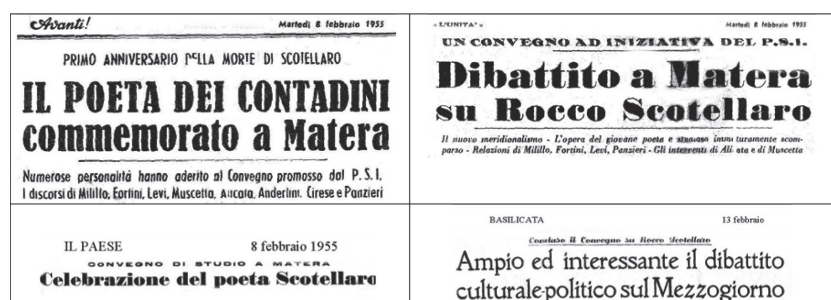 Avanti!
Martedì 8 febbraio 1955
PRIMO ANNIVERSARIO DELLA MORTE DI SCOTELLARO
IL POETA DEI CONTADINI
commemorato a Matera
Numerose personalità hanno aderito al Convegno promosso dal P. S. I.
I discorsi di Milillo, Fortini, Levi, Muscetta, Alicata, Anderlini, Cirese e Panzieri
« L'UNITA' »
Martedì 8 febbraio 1955
UN CONVEGNO AD INIZIATIVA DEL P.S.I.
Dibattito a Matera
su Rocco Scotellaro
Il nuovo meridionalismo - L'opera del giovane poeta e studioso immaturamente scom-
parso - Relazioni di Milillo, Fortini, Levi, Panzieri - Gli interventi di Alicata e di Muscetta
IL PAESE
8 febbraio 1955
CONVEGNO DI STUDIO A MATERA
Celebrazione del poeta Scotellaro
BASILICATA
13 febbraio
Concluso il Convegno su Rocco Scotellaro
Ampio ed interessante il dibattito
culturale-politico sul Mezzogiorno